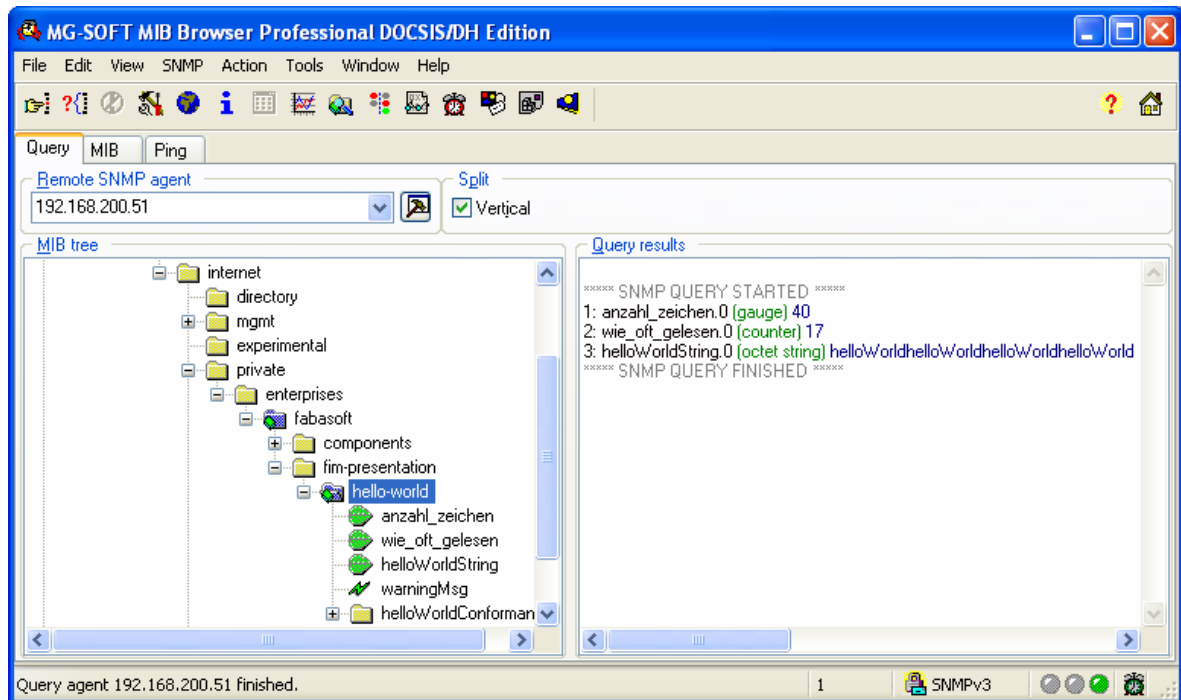 MG-SOFT MIB Browser Professional DOCSIS/DH Edition
File Edit View SNMP Action Tools Window Help
Query MIB Ping
Remote SNMP agent
192.168.200.51
Split
Vertical
MIB tree
internet
directory
mgmt
experimental
private
enterprises
fabasoft
components
fim-presentation
hello-world
anzahl_zeichen
wie_oft_gelesen
helloWorldString
warningMsg
helloWorldConforman
Query results
***** SNMP QUERY STARTED *****
1: anzahl_zeichen.0 (gauge) 40
2: wie_oft_gelesen.0 (counter) 17
3: helloWorldString.0 (octet string) helloWorldhelloWorldhelloWorldhelloWorld
***** SNMP QUERY FINISHED *****
Query agent 192.168.200.51 finished.
1
SNMPv3